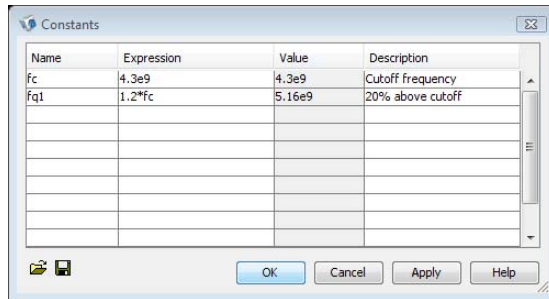 Constants
Name Expression Value Description
fc 4.3e9 4.3e9 Cutoff frequency
fq1 1.2*fc 5.16e9 20% above cutoff
OK Cancel Apply Help